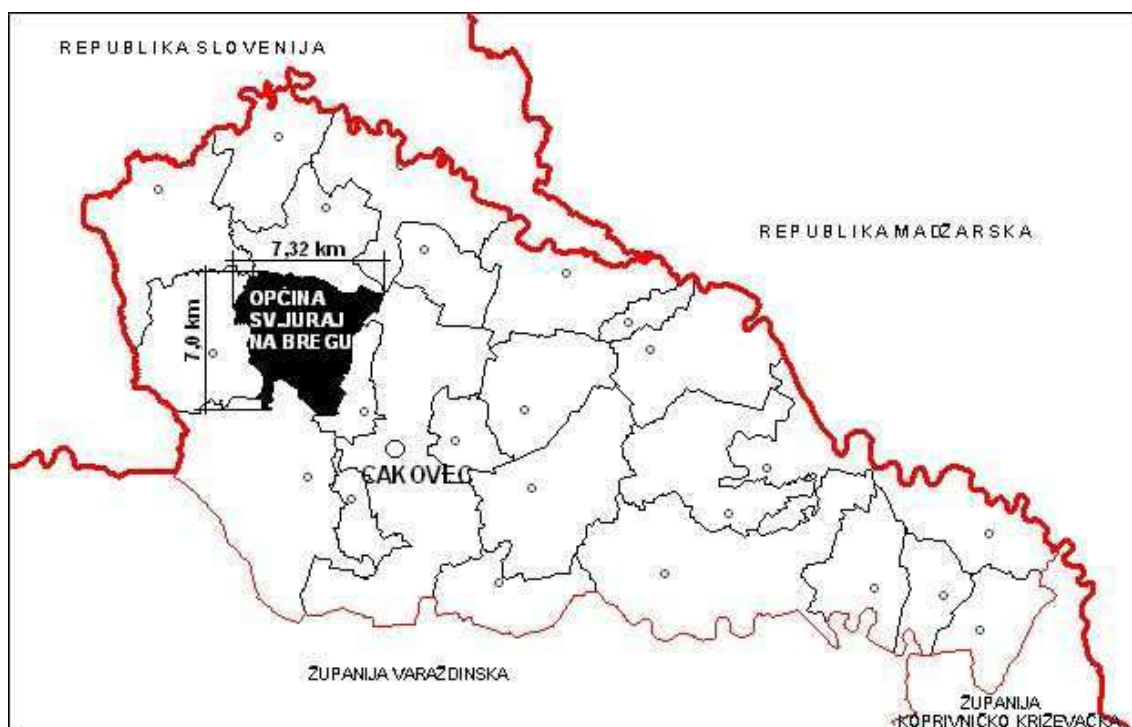 REPUBLIKA SLOVENIJA
REPUBLIKA MADŽARSKA
7,32 km
7,0 km
OPĆINA
SV.JURAJ
NA BREGU
ČAKOVEC
ŽUPANIJA VARAŽDINSKA
ŽUPANIJA
KOPRIVNIČKO KRIŽEVAČKA